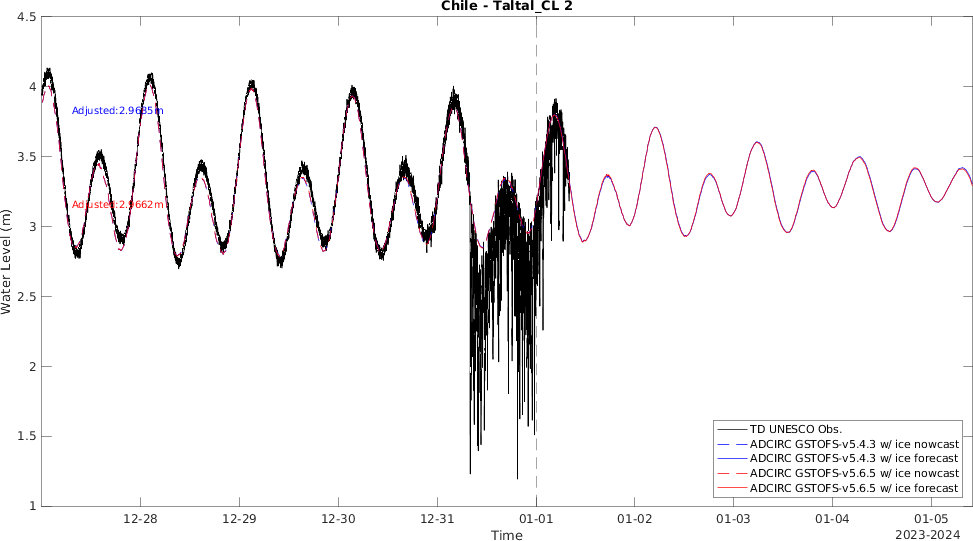 Chile - Taltal_CL 2
4.5
4
3.5
3
2.5
2
1.5
1
Water Level (m)
Adjusted:2.9635m
Adjusted:2.9662m
TD UNESCO Obs.
ADCIRC GSTOFS-v5.4.3 w/ ice nowcast
ADCIRC GSTOFS-v5.4.3 w/ ice forecast
ADCIRC GSTOFS-v5.6.5 w/ ice nowcast
ADCIRC GSTOFS-v5.6.5 w/ ice forecast
12-28
12-29
12-30
12-31
01-01
01-02
01-03
01-04
01-05
Time
2023-2024